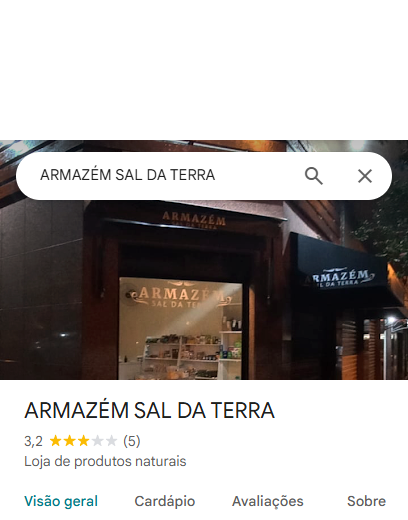 ARMAZÉM SAL DA TERRA
ARMAZÉM
SAL DA TERRA
ARMAZÉM
SAL DA TERRA
ARMAZÉM
SAL DA TERRA
ARMAZÉM SAL DA TERRA
3,2 (5)
Loja de produtos naturais
Visão geral Cardápio Avaliações Sobre